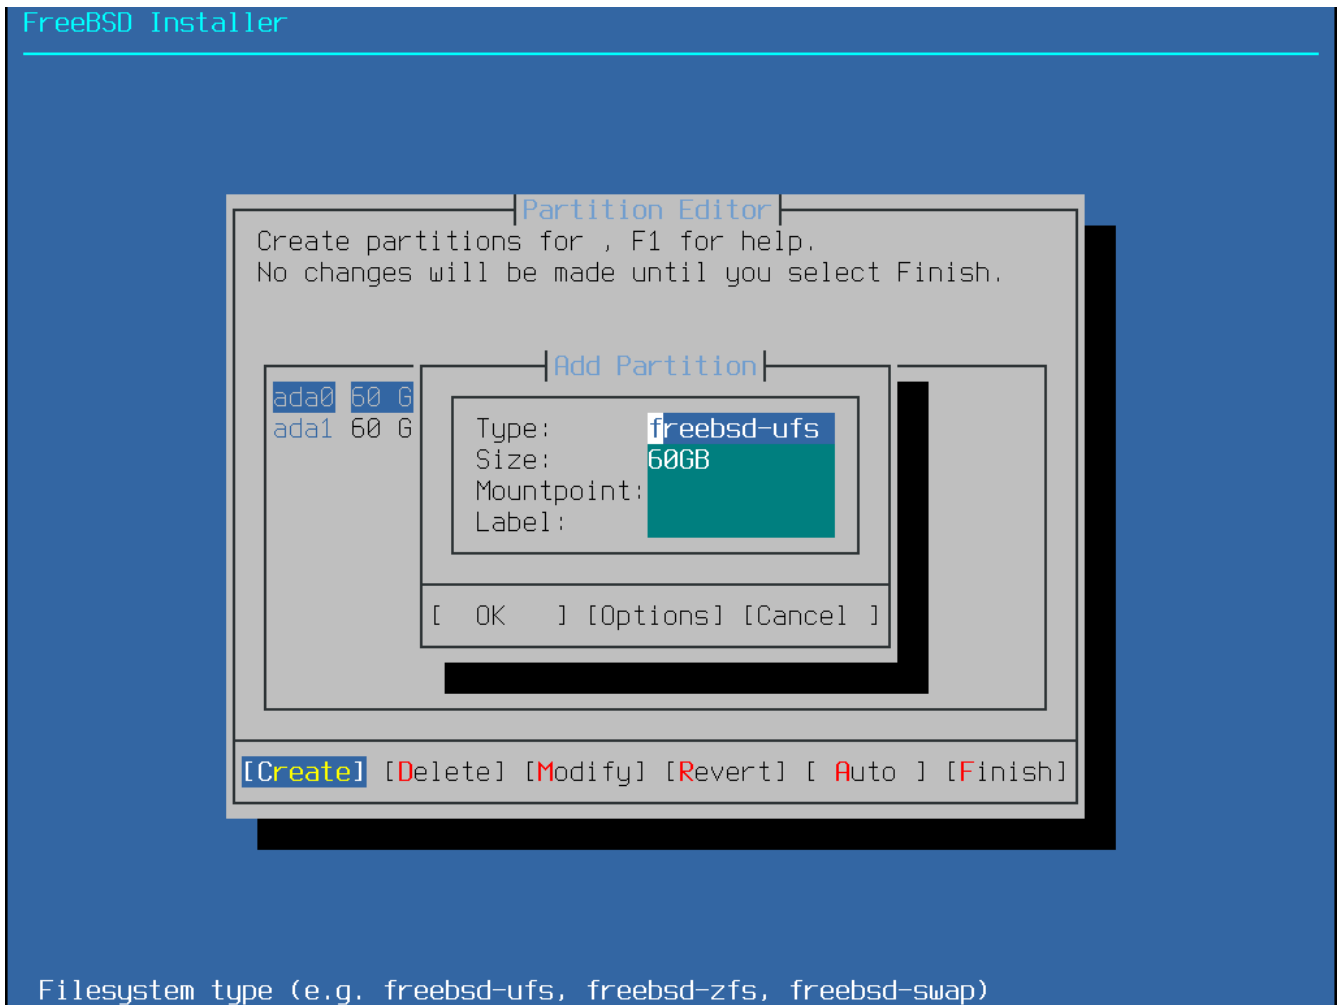 FreeBSD Installer
Partition Editor
Create partitions for , F1 for help.
No changes will be made until you select Finish.
Add Partition
ada0 60 G
ada1 60 G
Type: freebsd-ufs
Size: 60GB
Mountpoint:
Label:
[ OK ] [Options] [Cancel ]
[Create] [Delete] [Modify] [Revert] [ Auto ] [Finish]
Filesystem type (e.g. freebsd-ufs, freebsd-zfs, freebsd-swap)